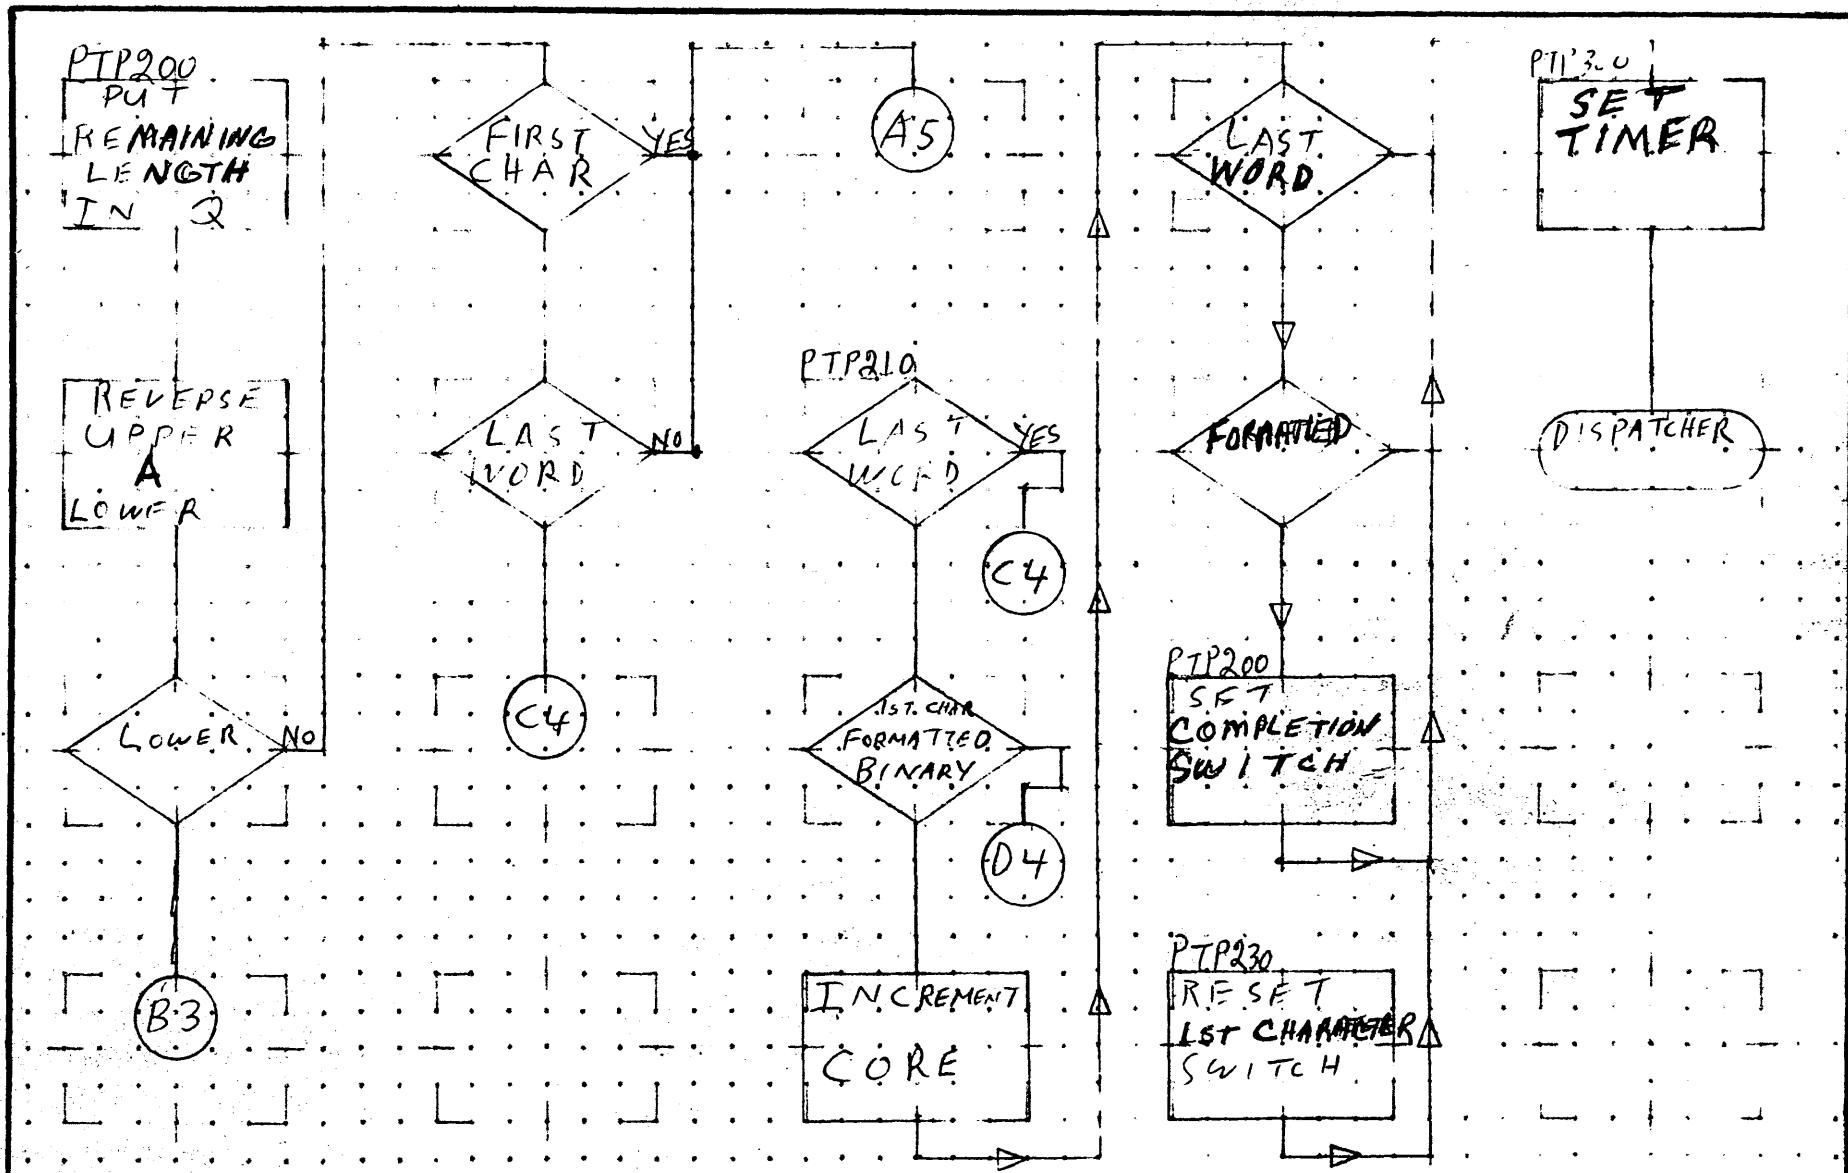 PTP200
PUT
REMAINING
LENGTH
IN Q
REVERSE
UPPER
A
LOWER
LOWER
NO
B3
FIRST
CHAR
YES
LAST
WORD
NO
C4
A5
PTP210
LAST
WORD
YES
C4
1ST CHAR
FORMATTED
BINARY
D4
INCREMENT
CORE
LAST
WORD
FORMATTED
PTP200
SET
COMPLETION
SWITCH
PTP230
RESET
1ST CHARACTER
SWITCH
PTP300
SET
TIMER
DISPATCHER